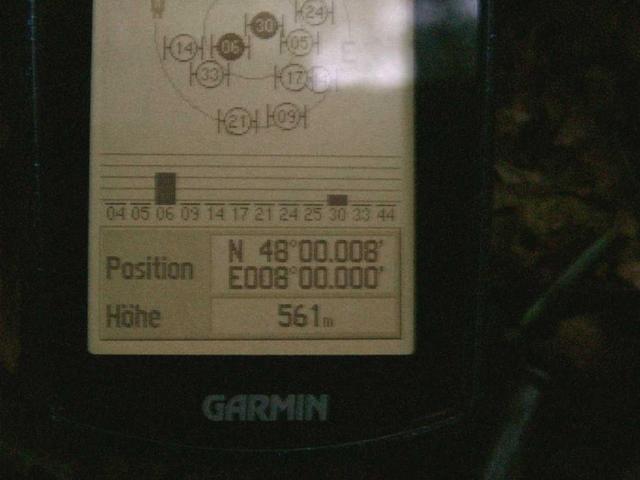 W
24
30
14 06 05
E
33
17
21 09
04 05 06 09 14 17 21 24 25 30 33 44
Position N 48°00.008'
E008°00.000'
Höhe 561m
GARMIN